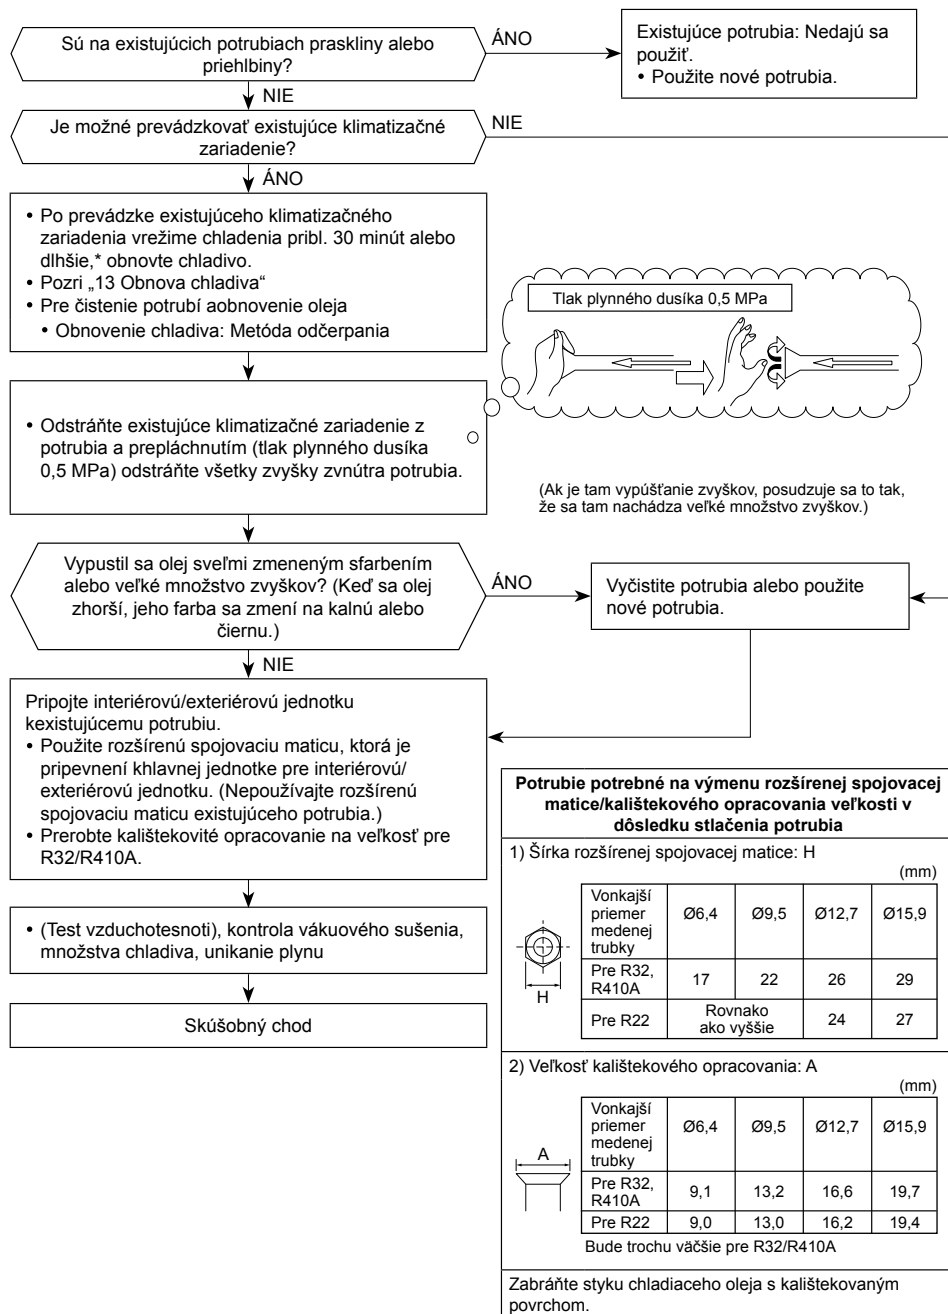 Sú na existujúcich potrubiach praskliny alebo
priehlbiny?
ÁNO
Existujúce potrubia: Nedajú sa
použiť.
• Použite nové potrubia.
NIE
Je možné prevádzkovať existujúce klimatizačné
zariadenie?
NIE
ÁNO
• Po prevádzke existujúceho klimatizačného
zariadenia vrežime chladenia pribl. 30 minút alebo
dlhšie,* obnovte chladivo.
• Pozri „13 Obnova chladiva“
• Pre čistenie potrubí aobnovenie oleja
• Obnovenie chladiva: Metóda odčerpania
Tlak plynného dusíka 0,5 MPa
• Odstráňte existujúce klimatizačné zariadenie z
potrubia a prepláchnutím (tlak plynného dusíka
0,5 MPa) odstráňte všetky zvyšky zvnútra potrubia.
(Ak je tam vypúšťanie zvyškov, posudzuje sa to tak,
že sa tam nachádza veľké množstvo zvyškov.)
Vypustil sa olej sveľmi zmeneným sfarbením
alebo veľké množstvo zvyškov? (Keď sa olej
zhorší, jeho farba sa zmení na kalnú alebo
čiernu.)
ÁNO
Vyčistite potrubia alebo použite
nové potrubia.
NIE
Pripojte interiérovú/exteriérovú jednotku
kexistujúcemu potrubiu.
• Použite rozšírenú spojovaciu maticu, ktorá je
pripevnení khlavnej jednotke pre interiérovú/
exteriérovú jednotku. (Nepoužívajte rozšírenú
spojovaciu maticu existujúceho potrubia.)
• Prerobte kalištekovité opracovanie na veľkosť pre
R32/R410A.
• (Test vzduchotesnoti), kontrola vákuového sušenia,
množstva chladiva, unikanie plynu
Skúšobný chod
Potrubie potrebné na výmenu rozšírenej spojovacej
matice/kalištekového opracovania veľkosti v
dôsledku stlačenia potrubia
1) Šírka rozšírenej spojovacej matice: H
(mm)
H
Vonkajší
priemer
medenej
trubky
Ø6,4 Ø9,5 Ø12,7 Ø15,9
Pre R32,
R410A
17 22 26 29
Pre R22
Rovnako
ako vyššie
24 27
2) Veľkosť kalištekového opracovania: A
(mm)
A
Vonkajší
priemer
medenej
trubky
Ø6,4 Ø9,5 Ø12,7 Ø15,9
Pre R32,
R410A
9,1 13,2 16,6 19,7
Pre R22 9,0 13,0 16,2 19,4
Bude trochu väčšie pre R32/R410A
Zabráňte styku chladiaceho oleja s kalištekovaným
povrchom.